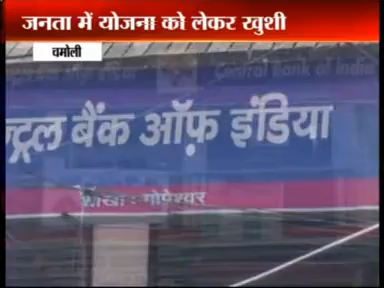 जनता में योजना को लेकर खुशी
चमोली
Central Bank of India
न्ट्रल बैंक ऑफ़ इंडिया
शाखा - गोपेश्वर